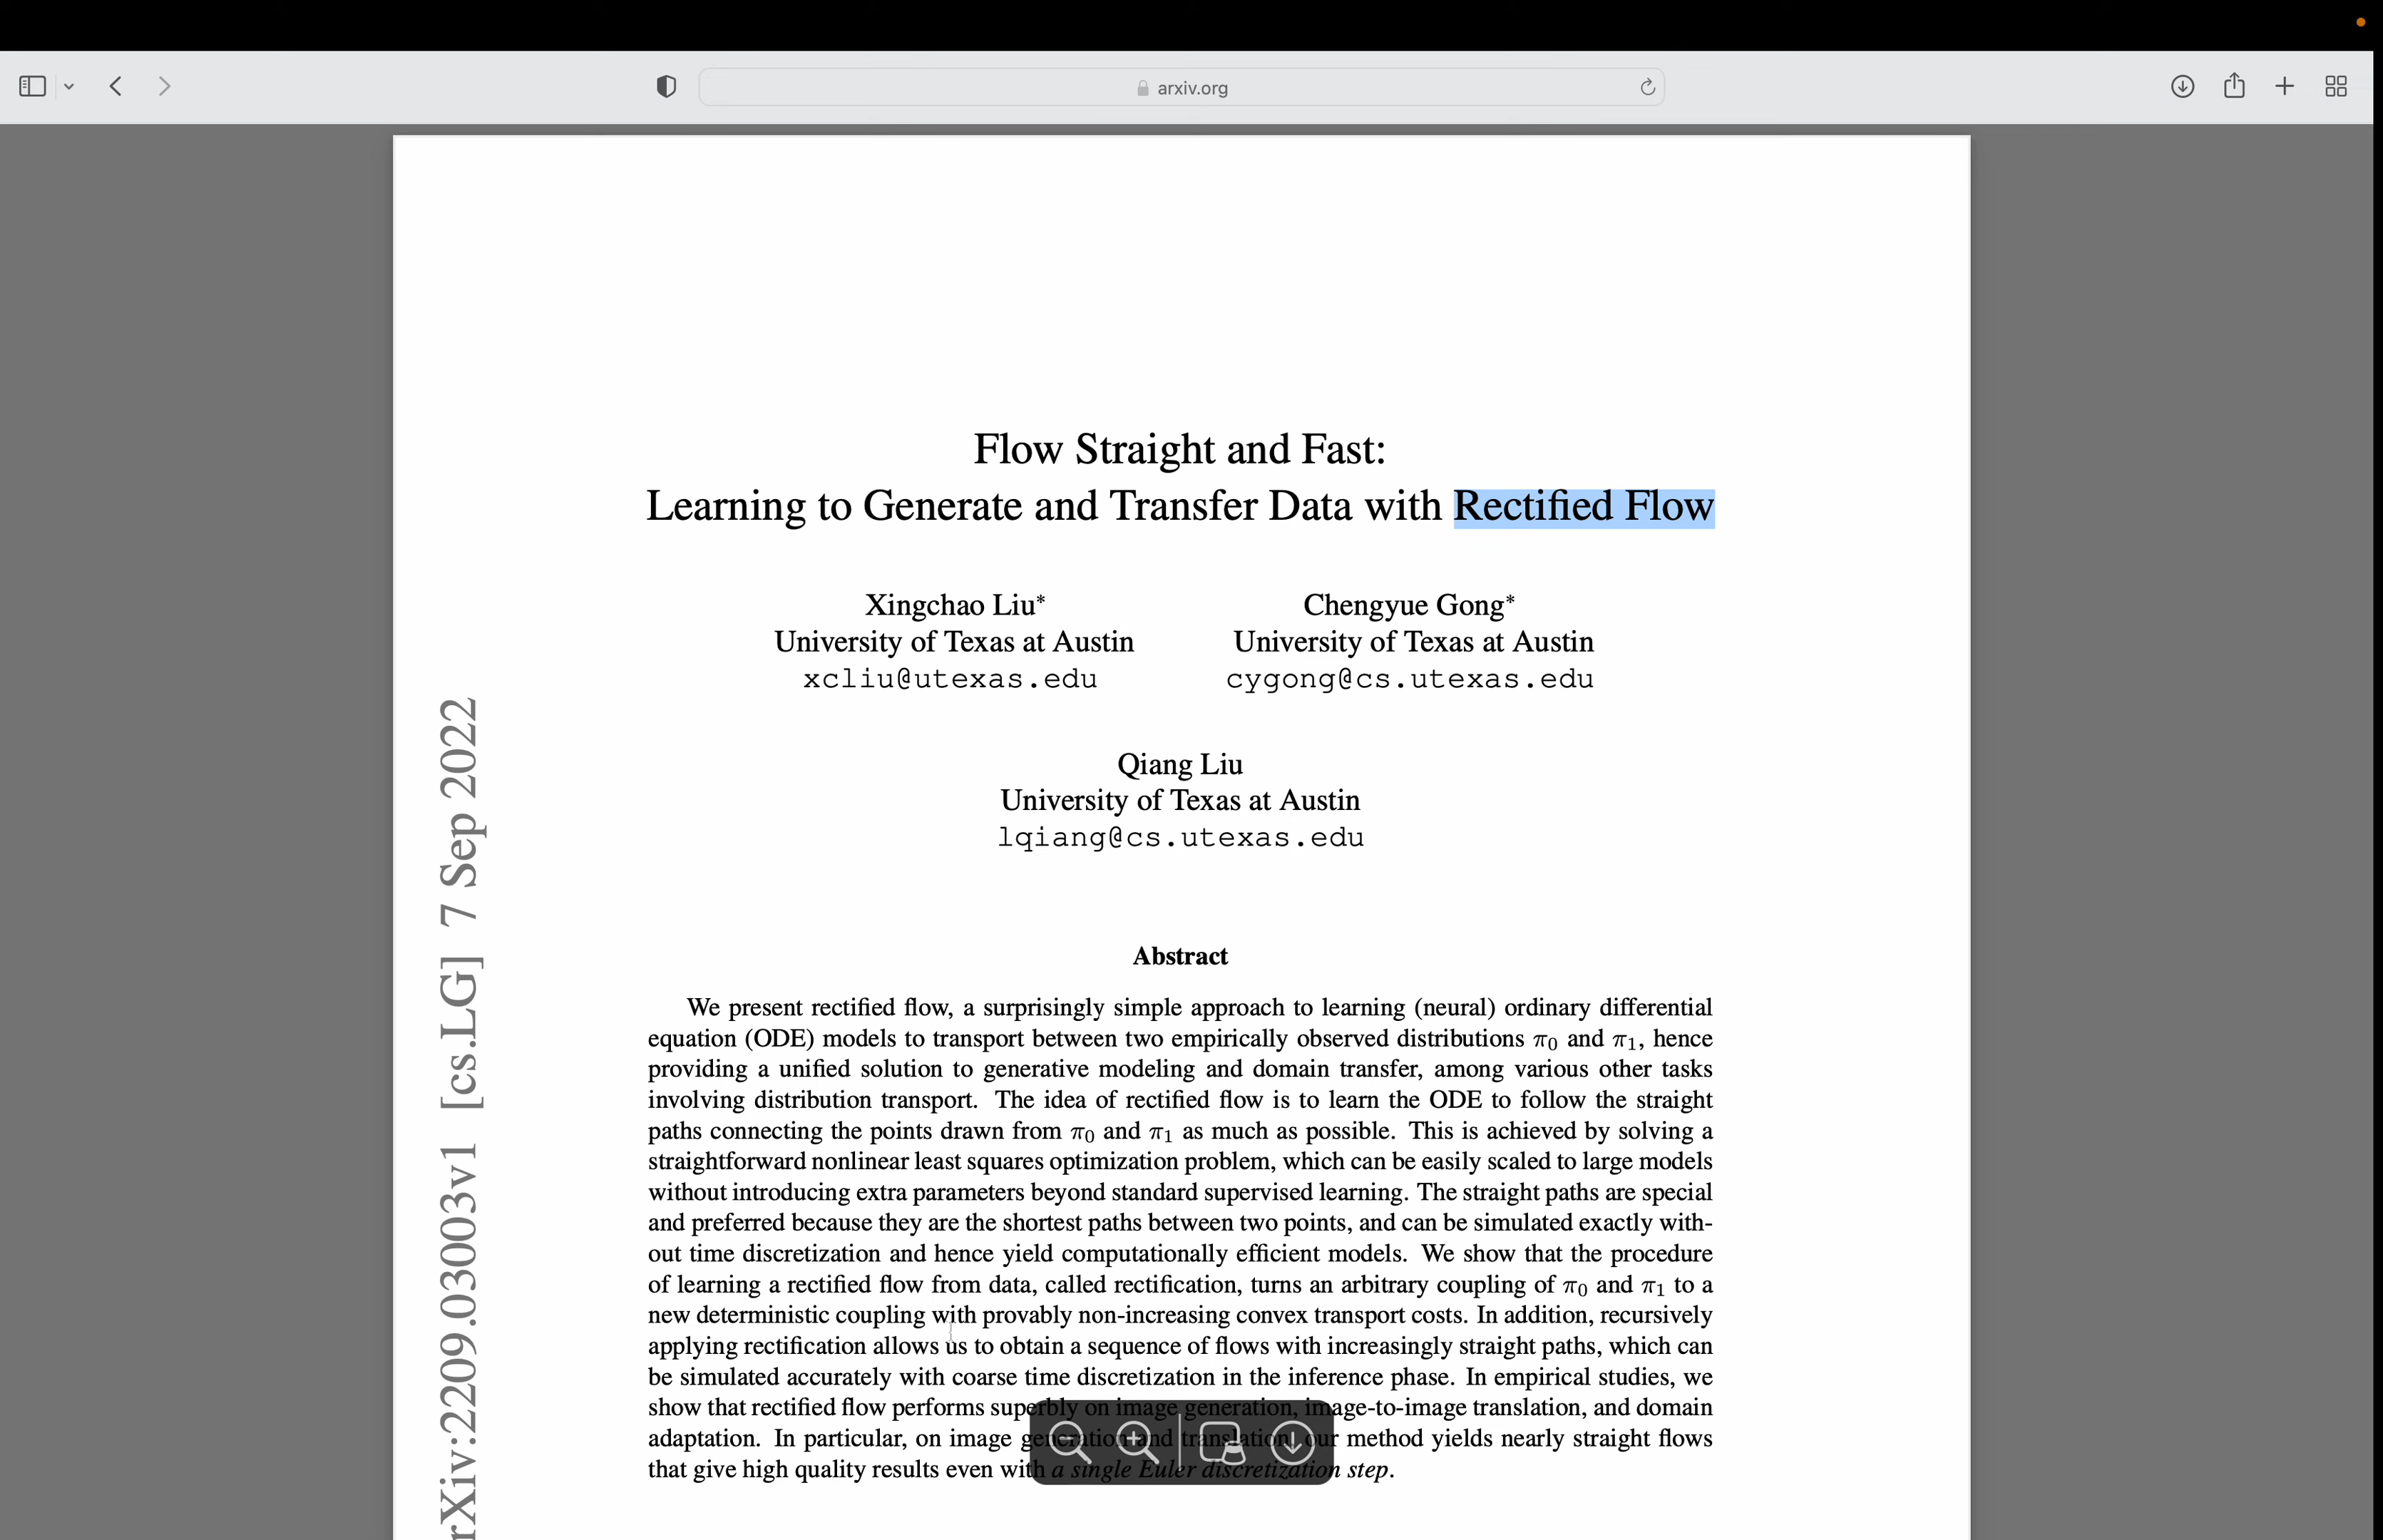 arxiv.org
Flow Straight and Fast:
Learning to Generate and Transfer Data with Rectified Flow
Xingchao Liu*
University of Texas at Austin
xcliu@utexas.edu
Chengyue Gong*
University of Texas at Austin
cygong@cs.utexas.edu
Qiang Liu
University of Texas at Austin
lqiang@cs.utexas.edu
rXiv:2209.03003v1 [cs.LG] 7 Sep 2022
Abstract
We present rectified flow, a surprisingly simple approach to learning (neural) ordinary differential
equation (ODE) models to transport between two empirically observed distributions π₀ and π₁, hence
providing a unified solution to generative modeling and domain transfer, among various other tasks
involving distribution transport. The idea of rectified flow is to learn the ODE to follow the straight
paths connecting the points drawn from π₀ and π₁ as much as possible. This is achieved by solving a
straightforward nonlinear least squares optimization problem, which can be easily scaled to large models
without introducing extra parameters beyond standard supervised learning. The straight paths are special
and preferred because they are the shortest paths between two points, and can be simulated exactly with-
out time discretization and hence yield computationally efficient models. We show that the procedure
of learning a rectified flow from data, called rectification, turns an arbitrary coupling of π₀ and π₁ to a
new deterministic coupling with provably non-increasing convex transport costs. In addition, recursively
applying rectification allows us to obtain a sequence of flows with increasingly straight paths, which can
be simulated accurately with coarse time discretization in the inference phase. In empirical studies, we
show that rectified flow performs superbly on image generation, image-to-image translation, and domain
adaptation. In particular, on image generation and translation, our method yields nearly straight flows
that give high quality results even with a single Euler discretization step.